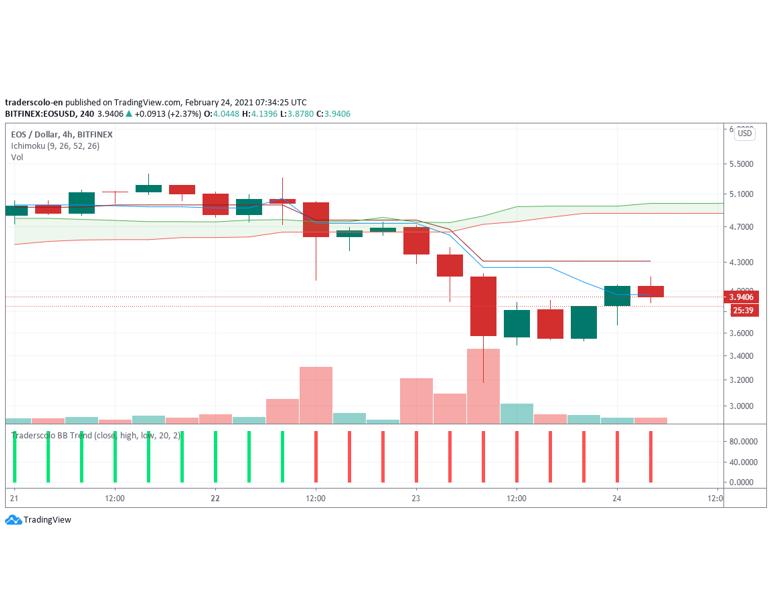 traderscolo-en published on TradingView.com, February 24, 2021 07:34:25 UTC
BITFINEX:EOSUSD, 240 3.9406 ▲ +0.0913 (+2.37%) O:4.0448 H:4.1396 L:3.8780 C:3.9406
EOS / Dollar, 4h, BITFINEX
Ichimoku (9, 26, 52, 26)
Vol
USD
5.5000
5.1000
4.7000
4.3000
3.9406
25:39
3.6000
3.4000
3.2000
3.0000
Traderscolo BB Trend (close, high, low, 20, 2)
80.0000
40.0000
0.0000
21 12:00 22 12:00 23 12:00 24 12:0
TradingView